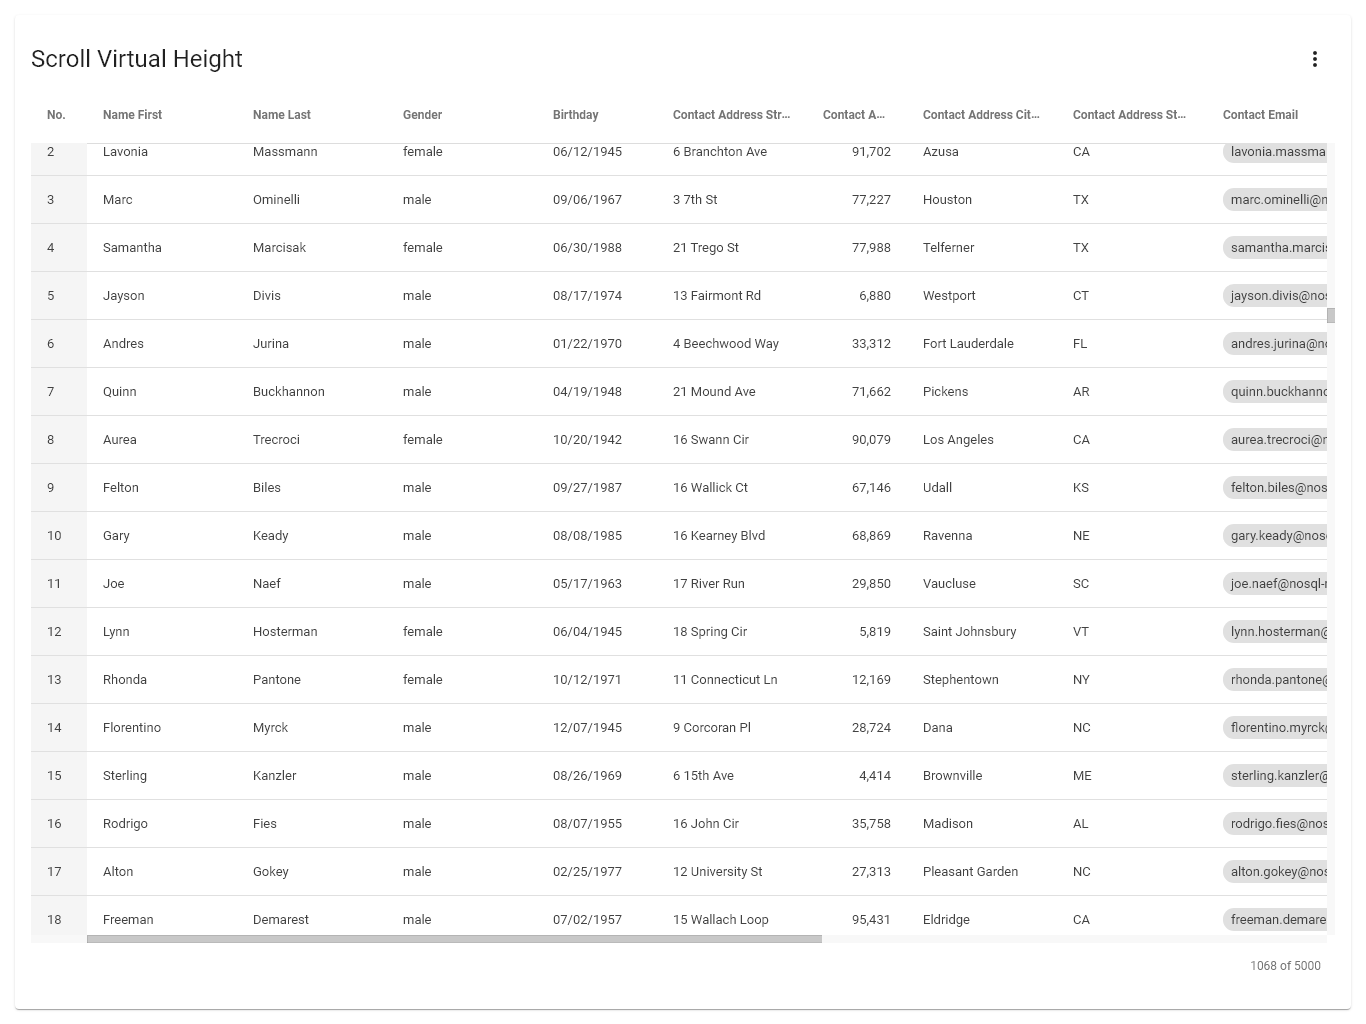 Scroll Virtual Height
No. Name First Name Last Gender Birthday Contact Address Str... Contact A... Contact Address Cit... Contact Address St... Contact Email
2 Lavonia Massmann female 06/12/1945 6 Branchton Ave 91,702 Azusa CA lavonia.massma
3 Marc Ominelli male 09/06/1967 3 7th St 77,227 Houston TX marc.ominelli@n
4 Samantha Marcisak female 06/30/1988 21 Trego St 77,988 Telferner TX samantha.marcis
5 Jayson Divis male 08/17/1974 13 Fairmont Rd 6,880 Westport CT jayson.divis@nos
6 Andres Jurina male 01/22/1970 4 Beechwood Way 33,312 Fort Lauderdale FL andres.jurina@no
7 Quinn Buckhannon male 04/19/1948 21 Mound Ave 71,662 Pickens AR quinn.buckhanno
8 Aurea Trecroci female 10/20/1942 16 Swann Cir 90,079 Los Angeles CA aurea.trecroci@n
9 Felton Biles male 09/27/1987 16 Wallick Ct 67,146 Udall KS felton.biles@nos
10 Gary Keady male 08/08/1985 16 Kearney Blvd 68,869 Ravenna NE gary.keady@nos
11 Joe Naef male 05/17/1963 17 River Run 29,850 Vaucluse SC joe.naef@nosql-
12 Lynn Hosterman female 06/04/1945 18 Spring Cir 5,819 Saint Johnsbury VT lynn.hosterman@
13 Rhonda Pantone female 10/12/1971 11 Connecticut Ln 12,169 Stephentown NY rhonda.pantone@
14 Florentino Myrck male 12/07/1945 9 Corcoran Pl 28,724 Dana NC florentino.myrck@
15 Sterling Kanzler male 08/26/1969 6 15th Ave 4,414 Brownville ME sterling.kanzler@
16 Rodrigo Fies male 08/07/1955 16 John Cir 35,758 Madison AL rodrigo.fies@nos
17 Alton Gokey male 02/25/1977 12 University St 27,313 Pleasant Garden NC alton.gokey@nos
18 Freeman Demarest male 07/02/1957 15 Wallach Loop 95,431 Eldridge CA freeman.demare
1068 of 5000